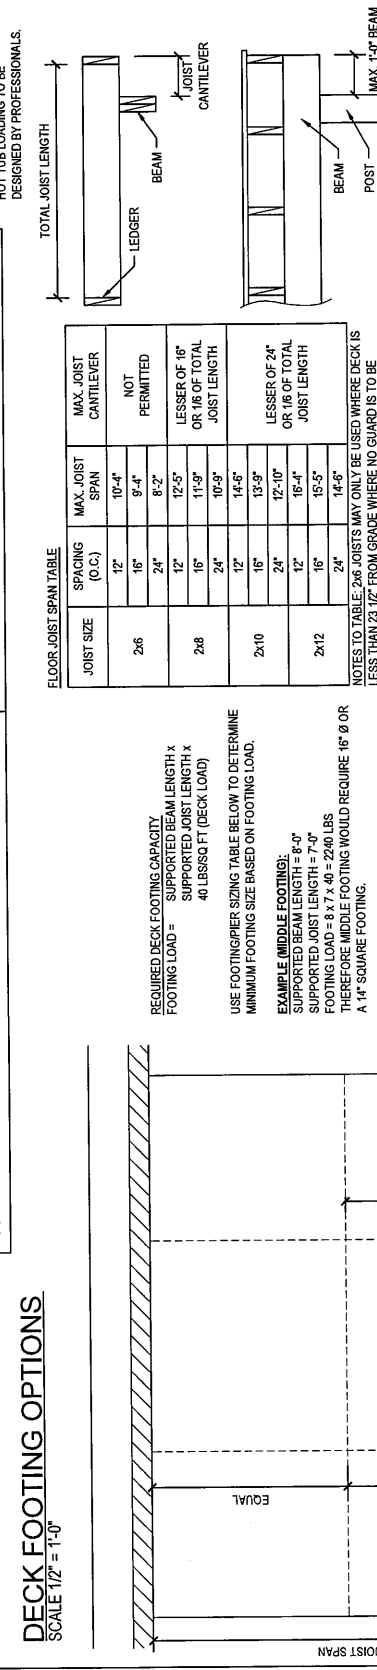 DECK FOOTING OPTIONS
SCALE 1/2" = 1'-0"
EQUAL
JOIST SPAN
REQUIRED DECK FOOTING CAPACITY
FOOTING LOAD = SUPPORTED BEAM LENGTH x
SUPPORTED JOIST LENGTH x
40 LBS/SQ FT (DECK LOAD)
USE FOOTING/PIER SIZING TABLE BELOW TO DETERMINE
MINIMUM FOOTING SIZE BASED ON FOOTING LOAD.
EXAMPLE (MIDDLE FOOTING):
SUPPORTED BEAM LENGTH = 8'-0"
SUPPORTED JOIST LENGTH = 7'-0"
FOOTING LOAD = 8 x 7 x 40 = 2240 LBS
THEREFORE MIDDLE FOOTING WOULD REQUIRE 16" Ø OR
A 14" SQUARE FOOTING.
FLOOR JOIST SPAN TABLE
JOIST SIZE SPACING (O.C.) MAX. JOIST SPAN MAX. JOIST CANTILEVER
2x6 12" 10'-4" NOT PERMITTED
16" 9'-4"
24" 8'-2"
2x8 12" 12'-5" LESSER OF 16" OR 1/6 OF TOTAL JOIST LENGTH
16" 11'-9"
24" 10'-9"
2x10 12" 14'-6" LESSER OF 24" OR 1/6 OF TOTAL JOIST LENGTH
16" 13'-9"
24" 12'-10"
2x12 12" 16'-4"
16" 15'-5"
24" 14'-6"
NOTES TO TABLE: 2x6 JOISTS MAY ONLY BE USED WHERE DECK IS
LESS THAN 23 1/2" FROM GRADE WHERE NO GUARD IS TO BE
HOT TUB LOADING TO BE
DESIGNED BY PROFESSIONALS.
TOTAL JOIST LENGTH
LEDGER
BEAM
JOIST
CANTILEVER
BEAM
POST
MAX. 1'-0" BEAM